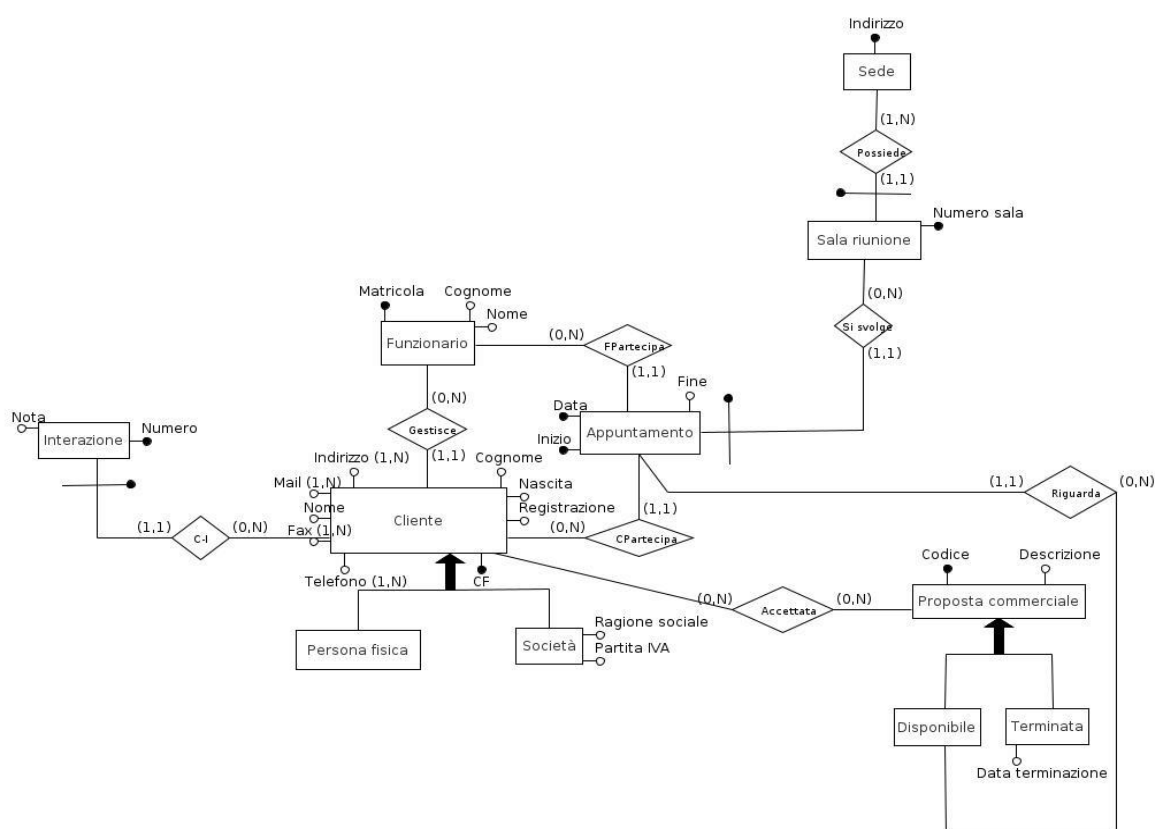 Indirizzo
Sede
(1,N)
Possiede
(1,1)
Numero sala
Sala riunione
(0,N)
Si svolge
(1,1)
Matricola
Cognome
Nome
Funzionario
(0,N)
FPartecipa
(1,1)
Fine
Data
Inizio
Appuntamento
(0,N)
Gestisce
(1,1)
Nota
Numero
Interazione
Indirizzo (1,N)
Cognome
Mail (1,N)
Nascita
Nome
Registrazione
Cliente
Fax (1,N)
Telefono (1,N)
CF
(1,1)
C-I
(0,N)
(0,N)
CPartecipa
(1,1)
(1,1)
Riguarda
(0,N)
Codice
Descrizione
(0,N)
Accettata
(0,N)
Proposta commerciale
Persona fisica
Società
Ragione sociale
Partita IVA
Disponibile
Terminata
Data terminazione